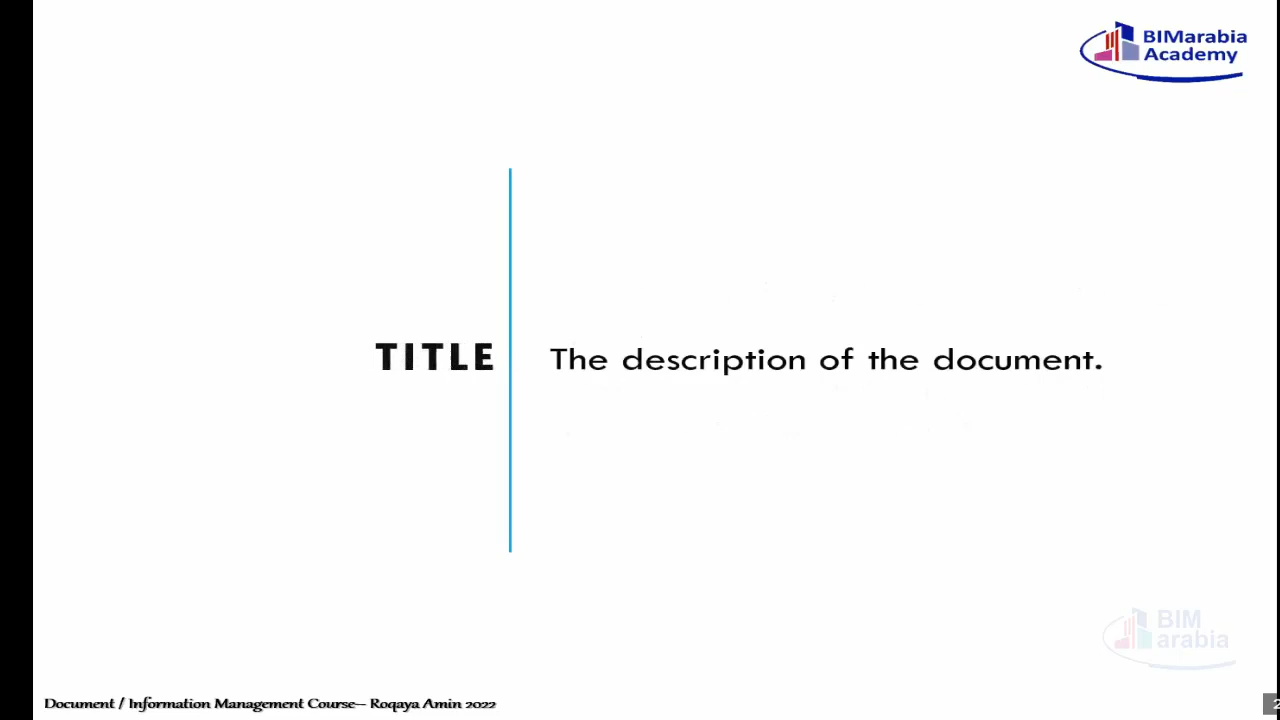 BIMarabia
Academy
TITLE
The description of the document.
BIM
arabia
Document / Information Management Course-- Roqaya Amin 2022